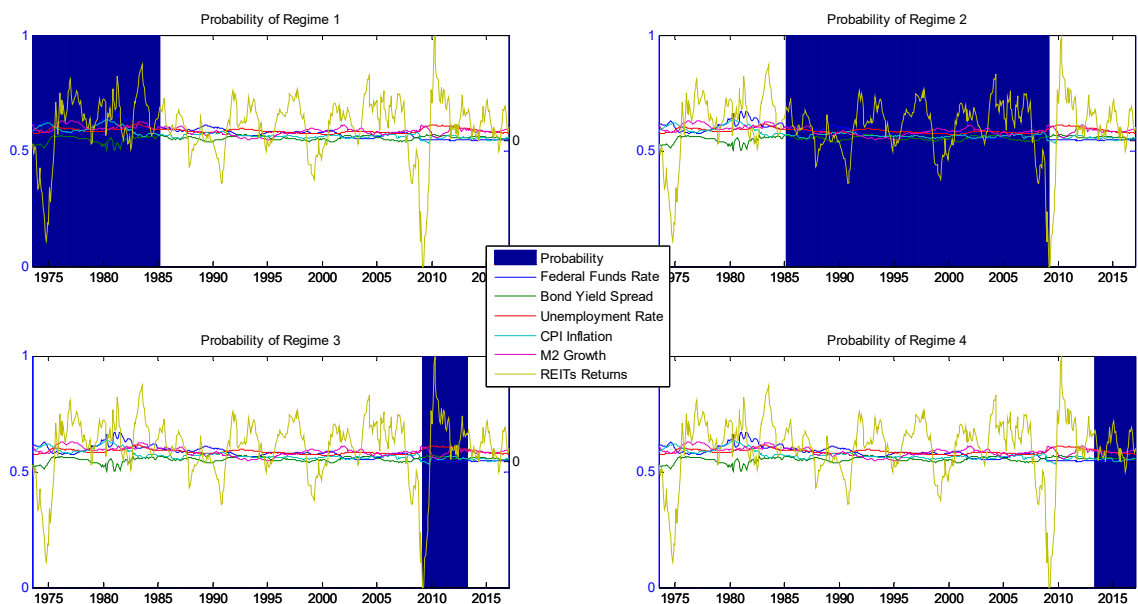 Probability of Regime 1
1
0.5
0
0
1975 1980 1985 1990 1995 2000 2005 2010
Probability of Regime 2
1
0.5
0
1975 1980 1985 1990 1995 2000 2005 2010 2015
Probability
Federal Funds Rate
Bond Yield Spread
Unemployment Rate
CPI Inflation
M2 Growth
REITs Returns
Probability of Regime 3
1
0.5
0
0
1975 1980 1985 1990 1995 2000 2005 2010 2015
Probability of Regime 4
0.5
0
1975 1980 1985 1990 1995 2000 2005 2010 2015